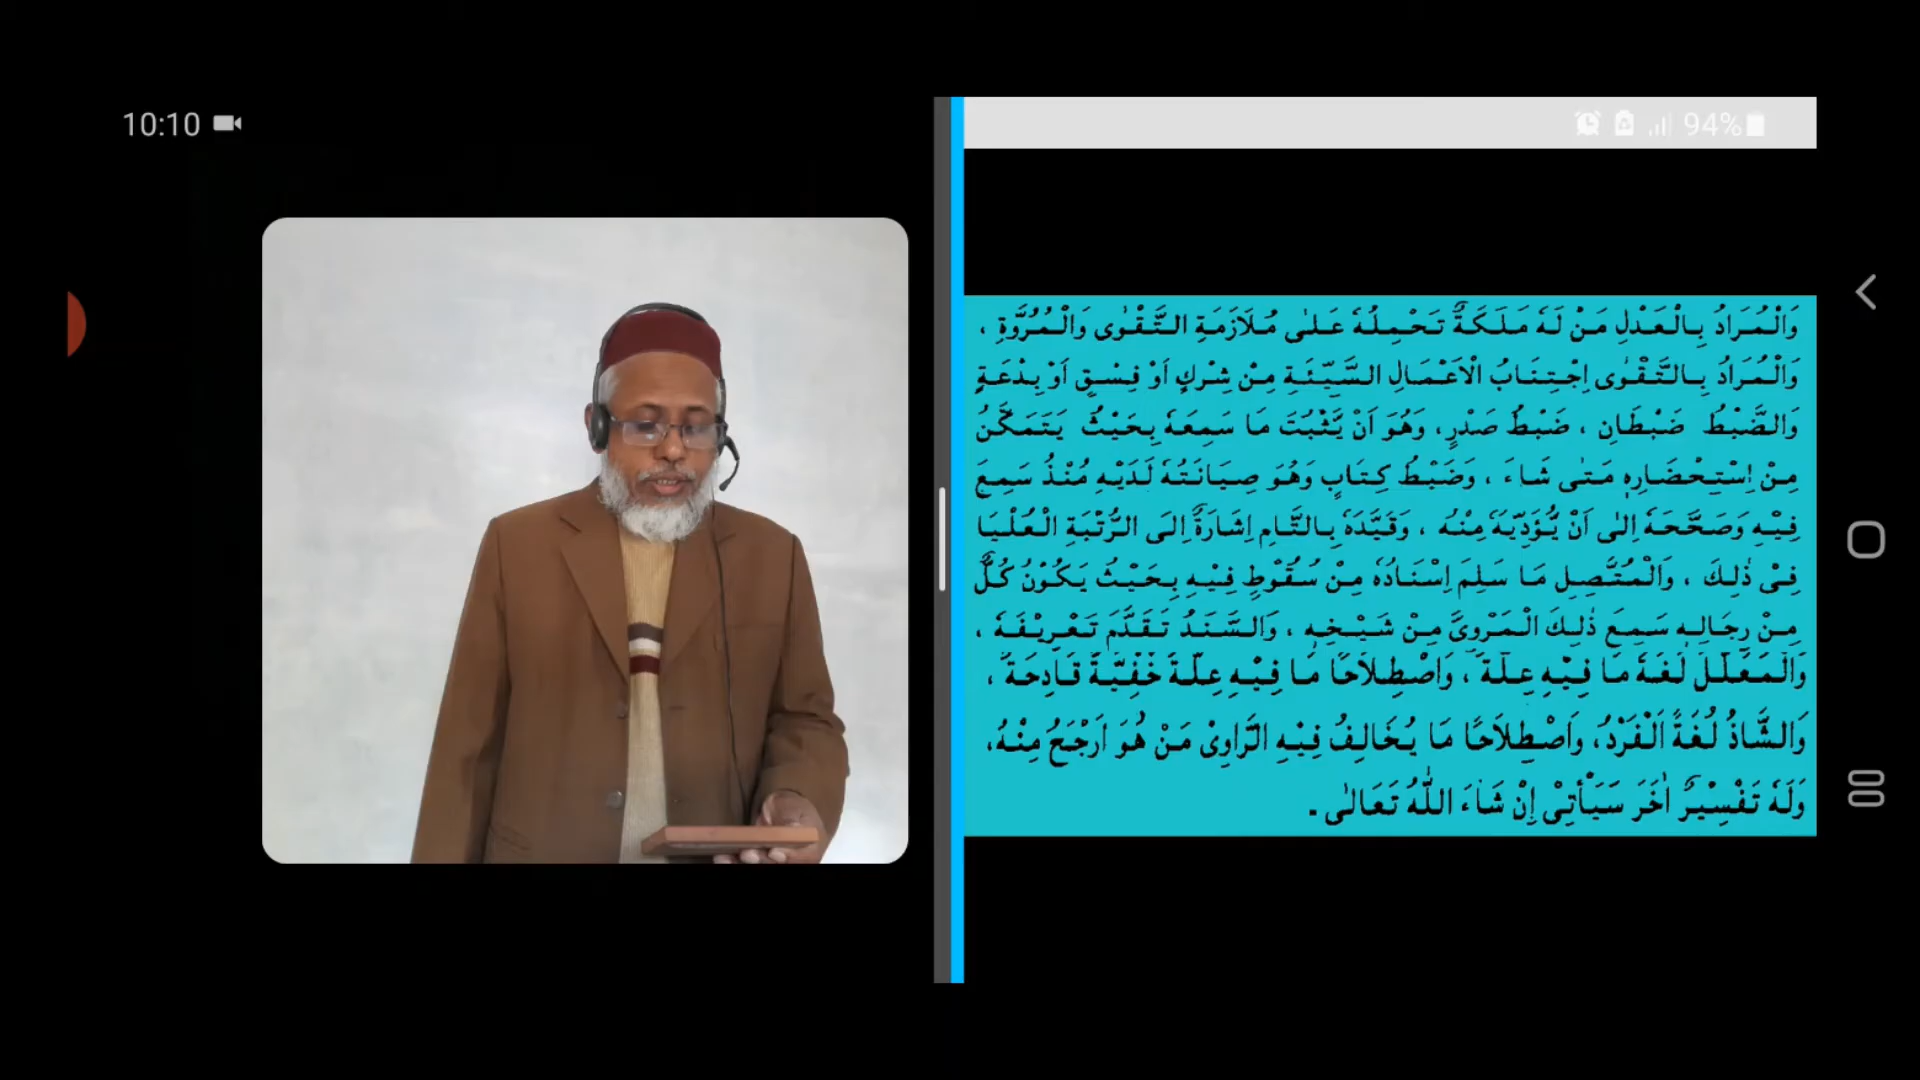 10:10
94%
وَالْمُرَادُ بِالْعَدْلِ مَنْ لَهٗ مَلَكَةٌ تَحْمِلُهٗ عَلٰى مُلَازَمَةِ التَّقْوٰى وَالْمُرُوَّةِ ،
وَالْمُرَادُ بِالتَّقْوٰى اِجْتِنَابُ الْاَعْمَالِ السَّيِّئَةِ مِنْ شِرْكٍ اَوْ فِسْقٍ اَوْ بِدْعَةٍ
وَالضَّبْطُ ضَبْطَانِ ، ضَبْطُ صَدْرٍ، وَهُوَ اَنْ يُّثْبُتَ مَا سَمِعَهٗ بِحَيْثُ يَتَمَكَّنُ
مِنْ اِسْتِحْضَارِهٖ مَتٰى شَاءَ ، وَضَبْطُ كِتَابٍ وَهُوَ صِيَانَتُهٗ لَدَيْهِ مُنْذُ سَمِعَ
فِيْهِ وَصَحَّحَهٗ اِلٰى اَنْ يُّؤَدِّيَهٗ مِنْهُ ، وَقَيَّدَهٗ بِالتَّامِ اِشَارَةً اِلَى الرُّتْبَةِ الْعُلْيَا
فِىْ ذٰلِكَ ، وَالْمُتَّصِلِ مَا سَلِمَ اِسْنَادُهٗ مِنْ سُقُوْطٍ فِيْهِ بِحَيْثُ يَكُوْنُ كُلٌّ
مِنْ رِجَالِهٖ سَمِعَ ذٰلِكَ الْمَرْوِىَّ مِنْ شَيْخِهٖ ، وَالسَّنَدُ تَقَدَّمَ تَعْرِيْفُهٗ ،
وَالْمُعَلَّلُ لُغَةً مَا فِيْهِ عِلَّةٌ ، وَاصْطِلَاحًا مَا فِيْهِ عِلَّةٌ خَفِيَّةٌ قَادِحَةٌ ،
وَالشَّاذُّ لُغَةً الْفَرْدُ، وَاصْطِلَاحًا مَا يُخَالِفُ فِيْهِ الرَّاوِىْ مَنْ هُوَ اَرْجَحُ مِنْهُ،
وَلَهٗ تَفْسِيْرٌ اٰخَرَ سَيَأْتِىْ اِنْ شَاءَ اللّٰهُ تَعَالٰى .